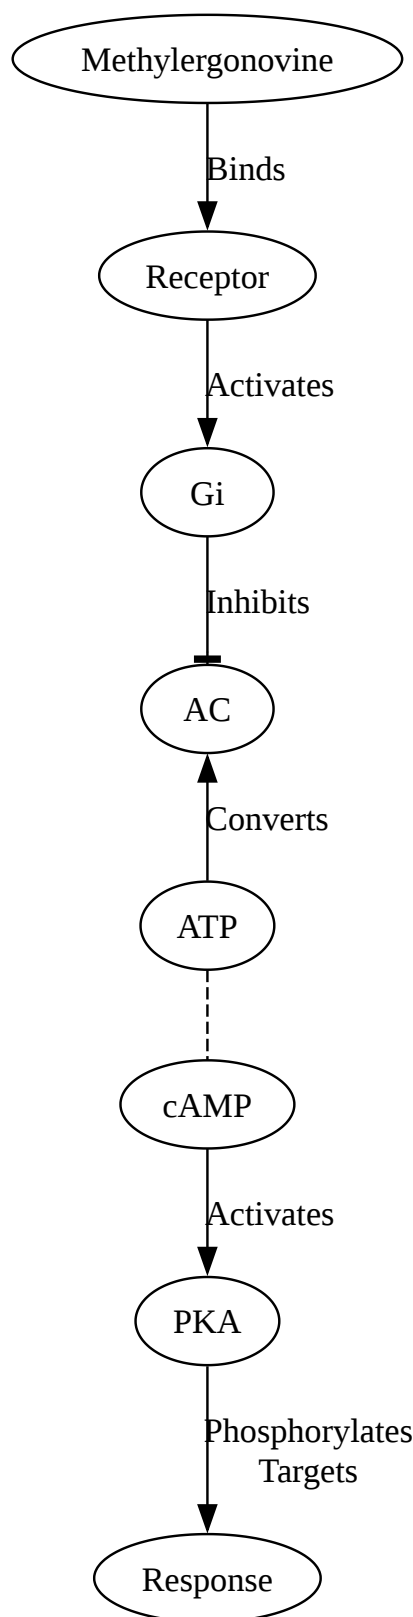 Methylergonovine
Binds
Receptor
Activates
Gi
Inhibits
AC
Converts
ATP
cAMP
Activates
PKA
Phosphorylates
Targets
Response